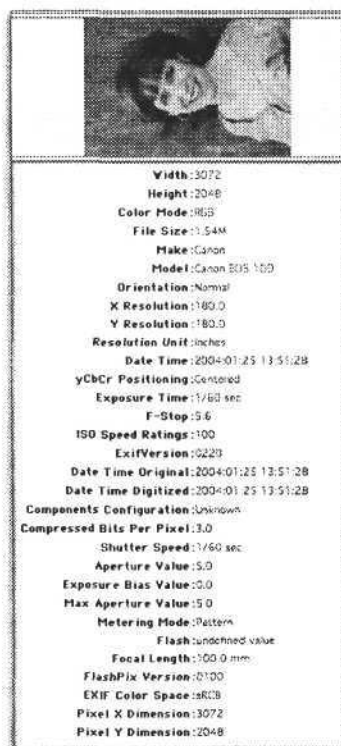 Width:3072
Height:2048
Color Mode:RGB
File Size:1.54M
Make:Canon
Model:Canon EOS 10D
Orientation:Normal
X Resolution:180.0
Y Resolution:180.0
Resolution Unit:inches
Date Time:2004:01:25 13:51:28
yCbCr Positioning:Centered
Exposure Time:1/60 sec
F-Stop:5.6
ISO Speed Ratings:100
ExifVersion:0220
Date Time Original:2004:01:25 13:51:28
Date Time Digitized:2004:01:25 13:51:28
Components Configuration:Unknown
Compressed Bits Per Pixel:3.0
Shutter Speed:1/60 sec
Aperture Value:5.0
Exposure Bias Value:0.0
Max Aperture Value:5.0
Metering Mode:Pattern
Flash:undefined value
Focal Length:100.0 mm
FlashPix Version:0100
EXIF Color Space:sRGB
Pixel X Dimension:3072
Pixel Y Dimension:2048